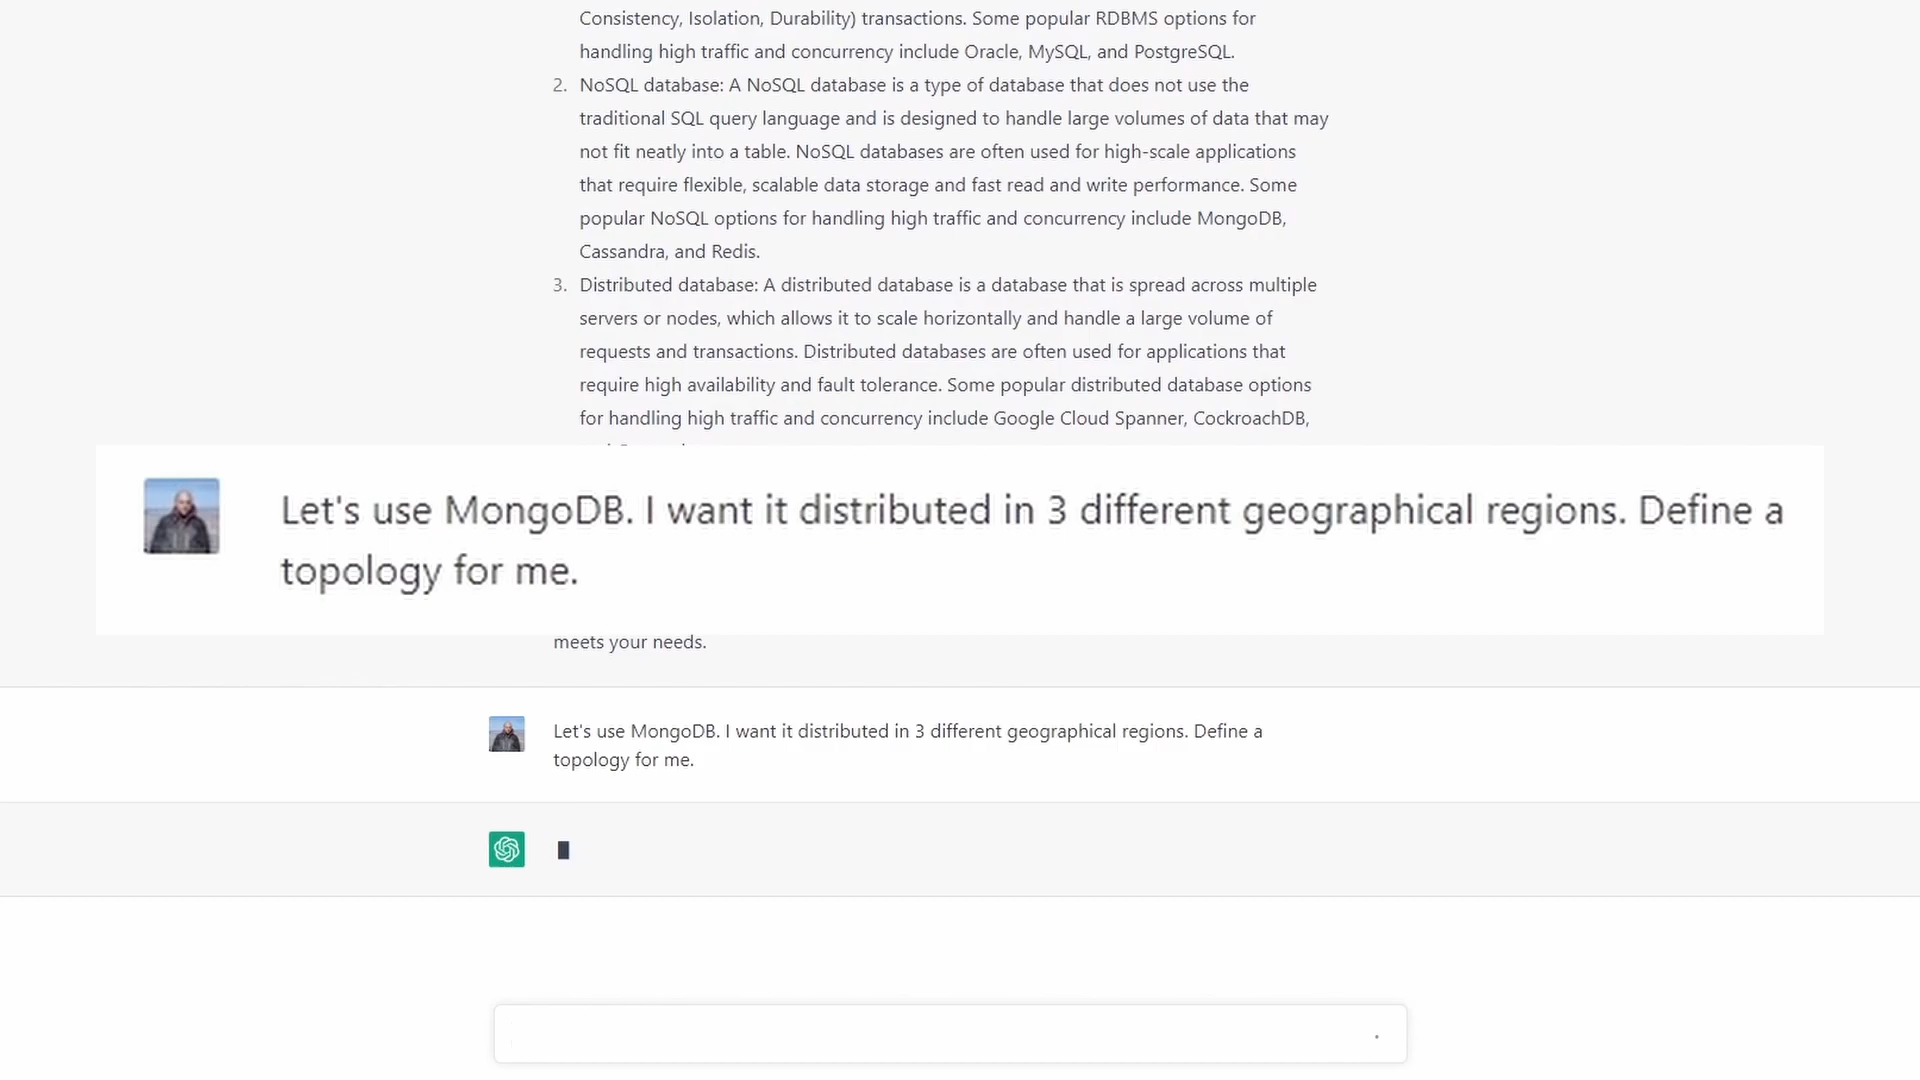 Consistency, Isolation, Durability) transactions. Some popular RDBMS options for
handling high traffic and concurrency include Oracle, MySQL, and PostgreSQL.
2. NoSQL database: A NoSQL database is a type of database that does not use the
traditional SQL query language and is designed to handle large volumes of data that may
not fit neatly into a table. NoSQL databases are often used for high-scale applications
that require flexible, scalable data storage and fast read and write performance. Some
popular NoSQL options for handling high traffic and concurrency include MongoDB,
Cassandra, and Redis.
3. Distributed database: A distributed database is a database that is spread across multiple
servers or nodes, which allows it to scale horizontally and handle a large volume of
requests and transactions. Distributed databases are often used for applications that
require high availability and fault tolerance. Some popular distributed database options
for handling high traffic and concurrency include Google Cloud Spanner, CockroachDB,
Let's use MongoDB. I want it distributed in 3 different geographical regions. Define a
topology for me.
meets your needs.
Let's use MongoDB. I want it distributed in 3 different geographical regions. Define a
topology for me.